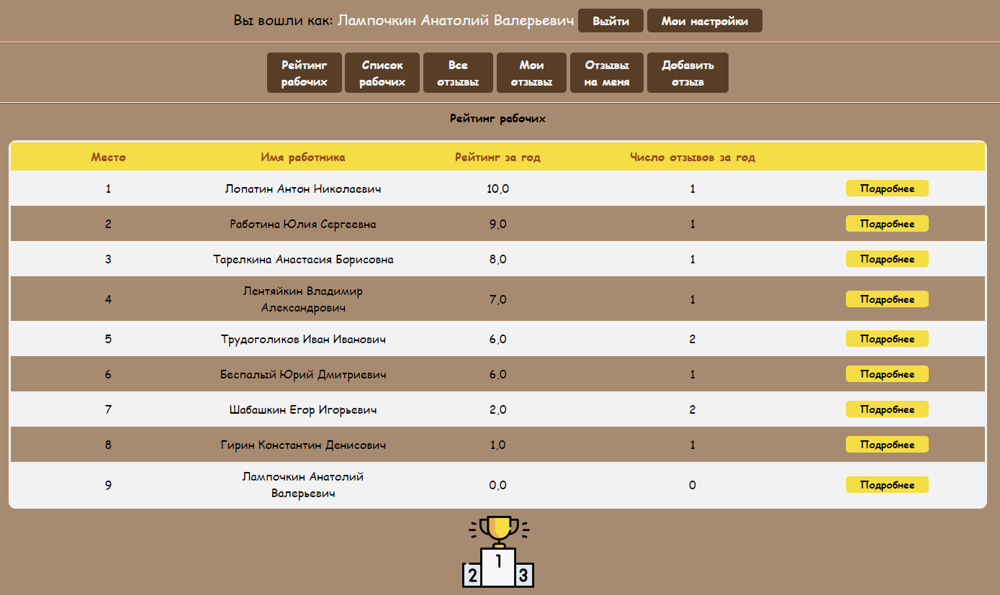 Вы вошли как: Лампочкин Анатолий Валерьевич Выйти Мои настройки
Рейтинг рабочих Список рабочих Все отзывы Мои отзывы Отзывы на меня Добавить отзыв
Рейтинг рабочих
Место Имя работника Рейтинг за год Число отзывов за год
1 Лопатин Антон Николаевич 10,0 1 Подробнее
2 Работина Юлия Сергеевна 9,0 1 Подробнее
3 Тарелкина Анастасия Борисовна 8,0 1 Подробнее
4 Лентяйкин Владимир Александрович 7,0 1 Подробнее
5 Трудоголиков Иван Иванович 6,0 2 Подробнее
6 Беспалый Юрий Дмитриевич 6,0 1 Подробнее
7 Шабашкин Егор Игорьевич 2,0 2 Подробнее
8 Гирин Константин Денисович 1,0 1 Подробнее
9 Лампочкин Анатолий Валерьевич 0,0 0 Подробнее
1
2 3